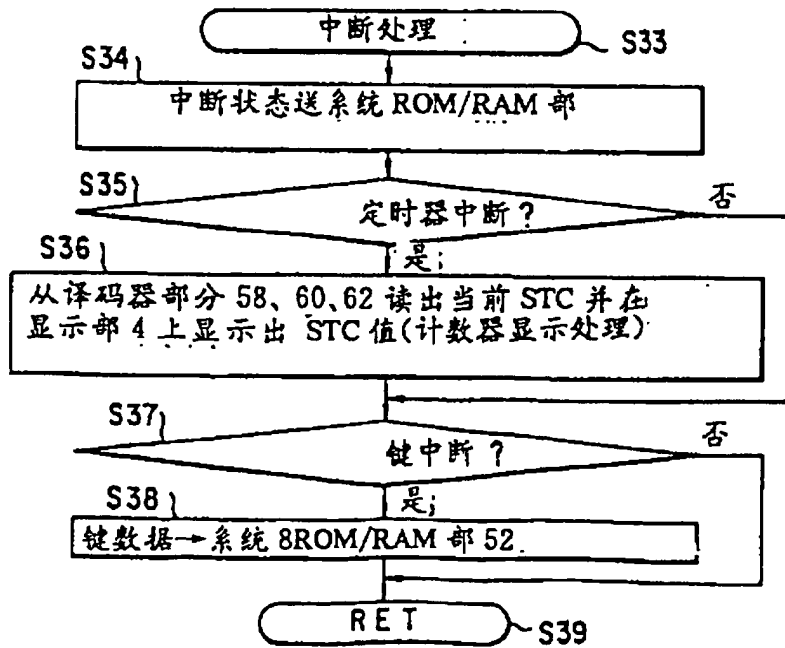 中断处理
S33
S34
中断状态送系统 ROM/RAM 部
S35
定时器中断?
否
是;
S36
从译码器部分 58、60、62 读出当前 STC 并在
显示部 4 上显示出 STC 值(计数器显示处理)
S37
键中断?
否
是;
S38
键数据→系统 8ROM/RAM 部 52.
RET
S39